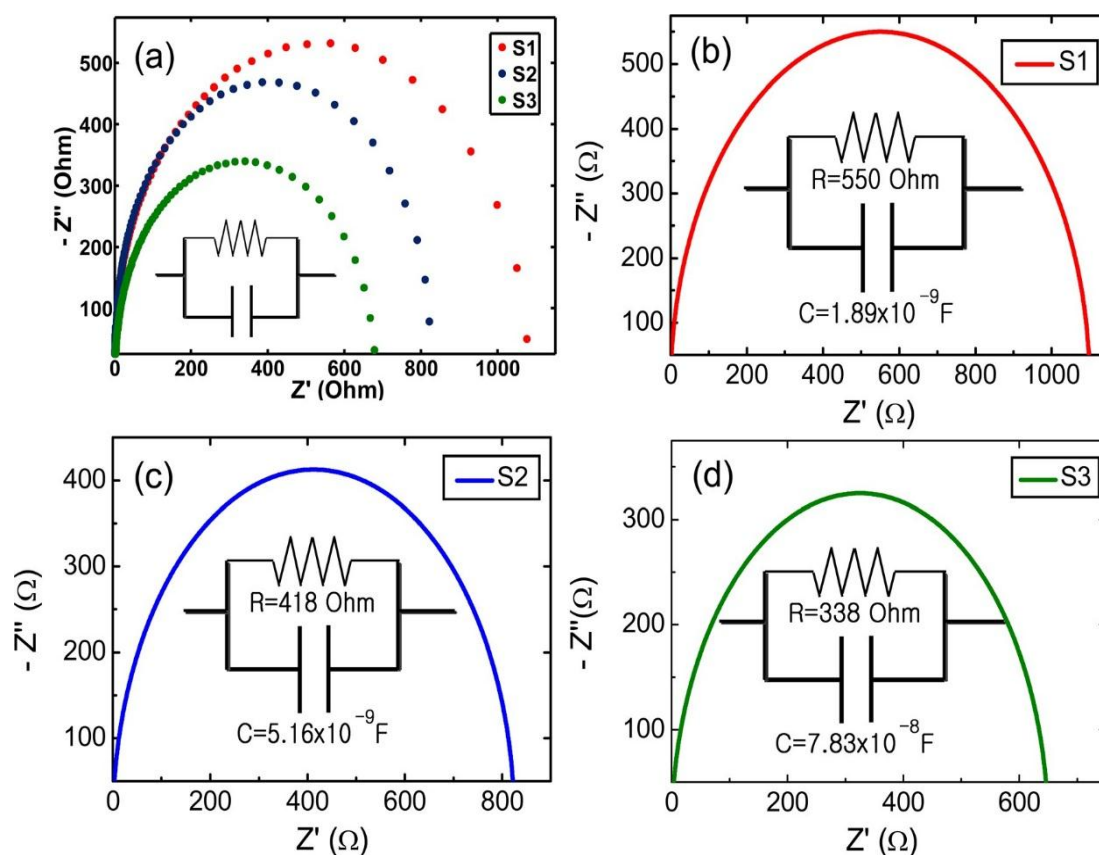 (a)
S1
S2
S3
- Z'' (Ohm)
500
400
300
200
100
200 400 600 800 1000
Z' (Ohm)
(b)
S1
- Z'' (Ω)
500
400
300
200
100
R=550 Ohm
C=1.89x10⁻⁹F
0 200 400 600 800 1000
Z' (Ω)
(c)
S2
- Z'' (Ω)
400
300
200
100
R=418 Ohm
C=5.16x10⁻⁹F
0 200 400 600 800
Z' (Ω)
(d)
S3
- Z''(Ω)
300
200
100
R=338 Ohm
C=7.83x10⁻⁸F
0 200 400 600
Z' (Ω)